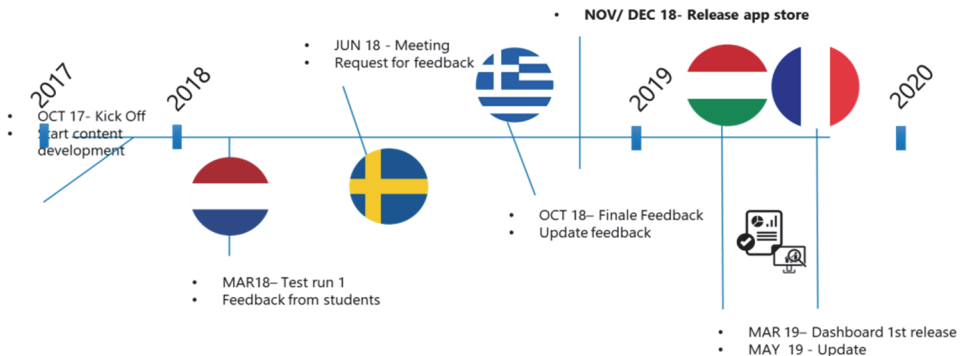 • NOV/ DEC 18- Release app store
• JUN 18 - Meeting
• Request for feedback
2017
2018
2019
2020
• OCT 17- Kick Off
• Start content
development
• OCT 18– Finale Feedback
• Update feedback
• MAR18– Test run 1
• Feedback from students
• MAR 19– Dashboard 1st release
• MAY 19 - Update